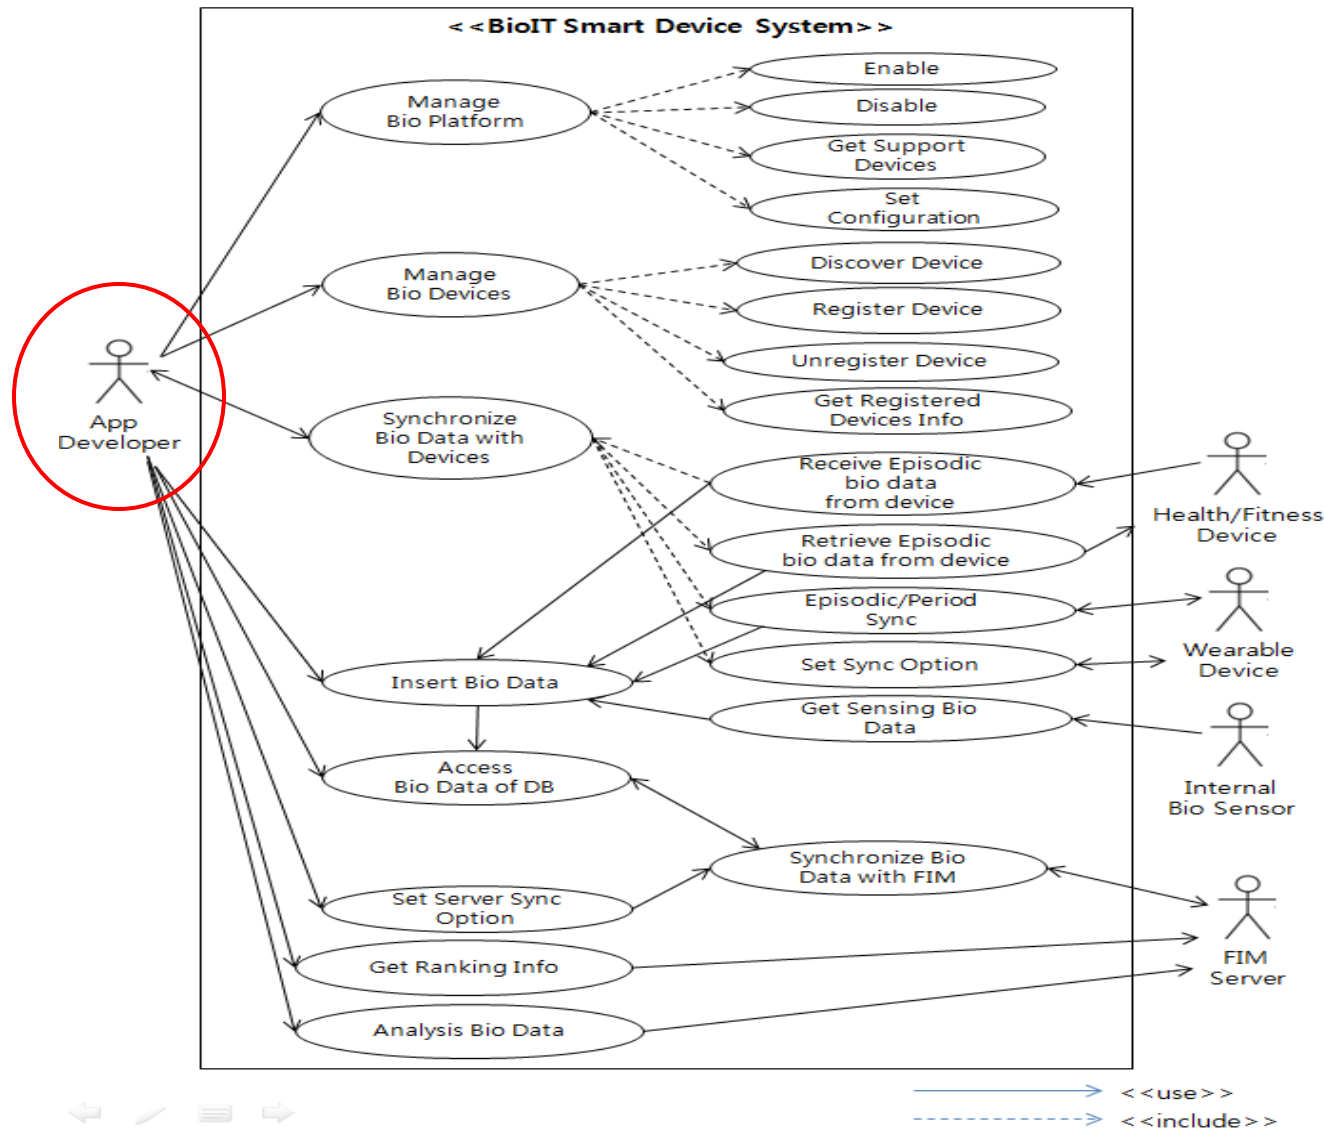 <<BioIT Smart Device System>>
Enable
Manage
Bio Platform
Disable
Get Support
Devices
Set
Configuration
Discover Device
Manage
Bio Devices
Register Device
Unregister Device
Get Registered
Devices Info
App
Developer
Synchronize
Bio Data with
Devices
Receive Episodic
bio data
from device
Health/Fitness
Device
Retrieve Episodic
bio data from device
Episodic/Period
Sync
Wearable
Device
Set Sync Option
Insert Bio Data
Get Sensing Bio
Data
Internal
Bio Sensor
Access
Bio Data of DB
Synchronize Bio
Data with FIM
Set Server Sync
Option
FIM
Server
Get Ranking Info
Analysis Bio Data
<<use>>
<<include>>